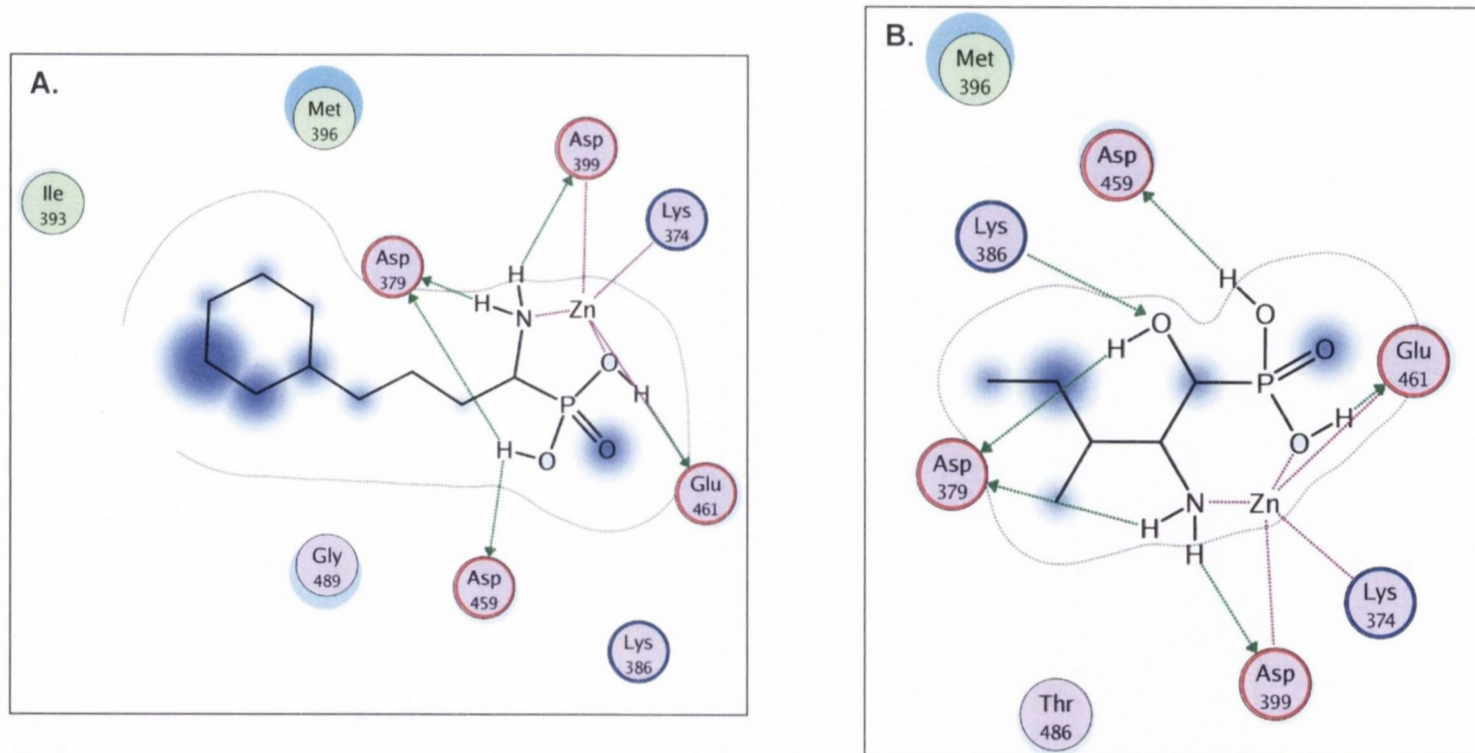 A.
Met
396
Asp
399
Ile
393
Lys
374
Asp
379
H
H
N
Zn
O
H
P
H
O
O
Glu
461
Gly
489
Asp
459
Lys
386
B.
Met
396
Asp
459
Lys
386
H
O
H
O
O
P
Glu
461
H
O
Asp
379
N
Zn
H
H
Lys
374
Asp
399
Thr
486